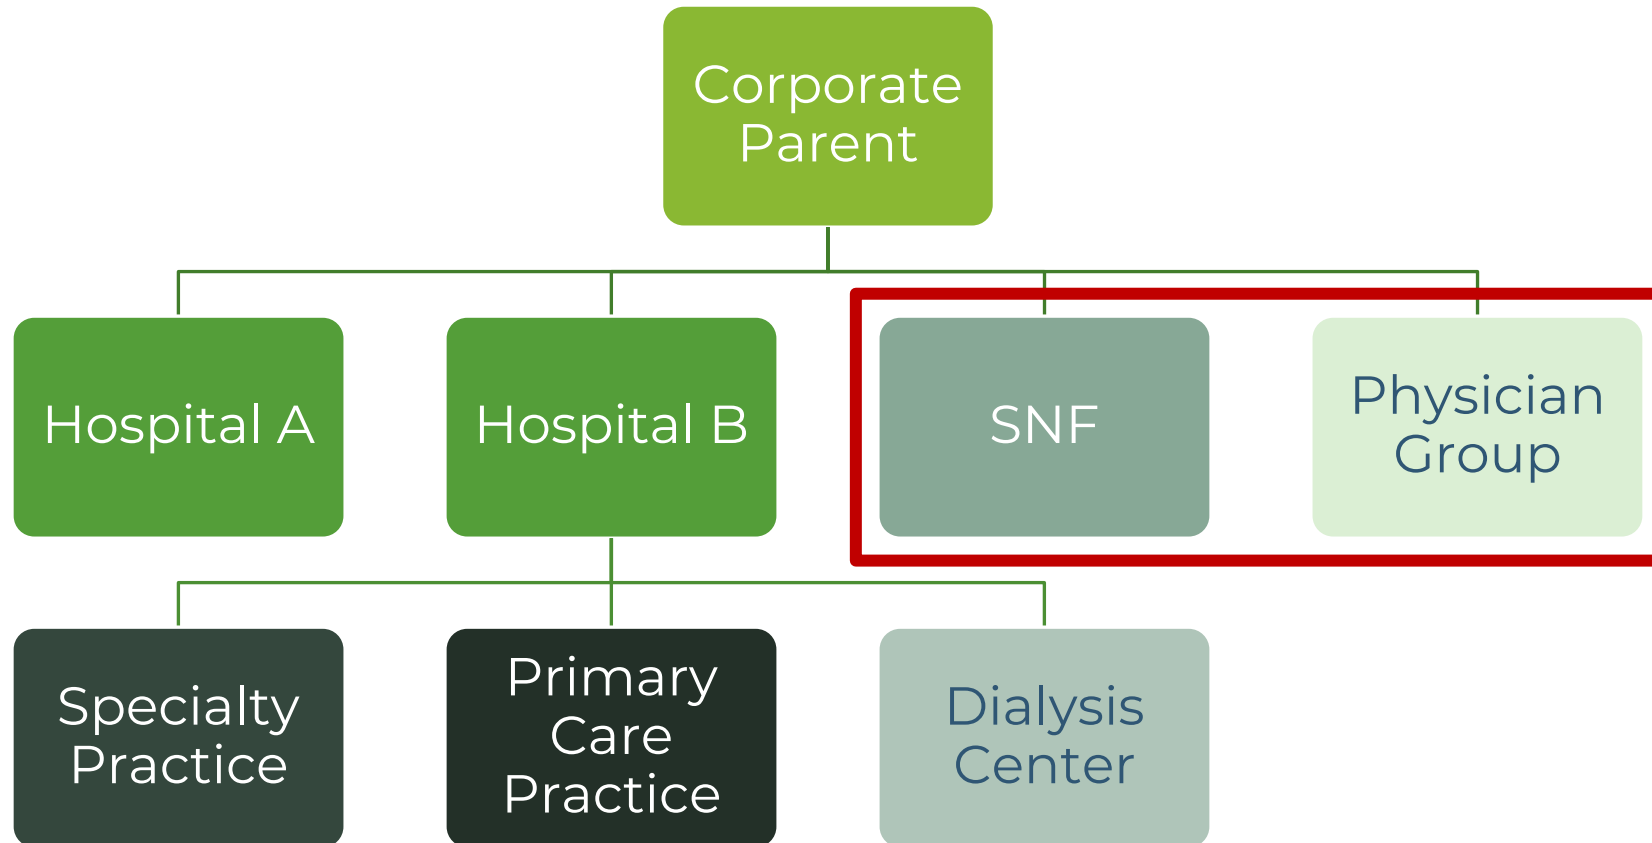 Corporate
Parent
Hospital A
Hospital B
SNF
Physician
Group
Specialty
Practice
Primary
Care
Practice
Dialysis
Center